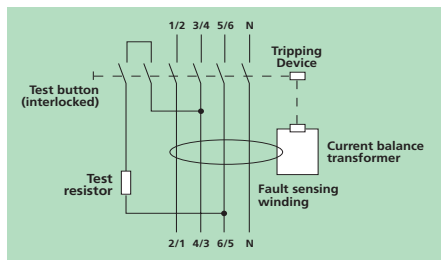 1/2 3/4 5/6 N
Tripping
Device
Test button
(interlocked)
Current balance
transformer
Test
resistor
Fault sensing
winding
2/1 4/3 6/5 N